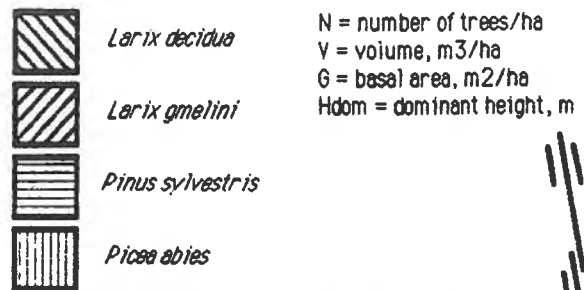 Larix decidua
Larix gmelini
Pinus sylvestris
Picea abies
N = number of trees/ha
V = volume, m3/ha
G = basal area, m2/ha
Hdom = dominant height, m